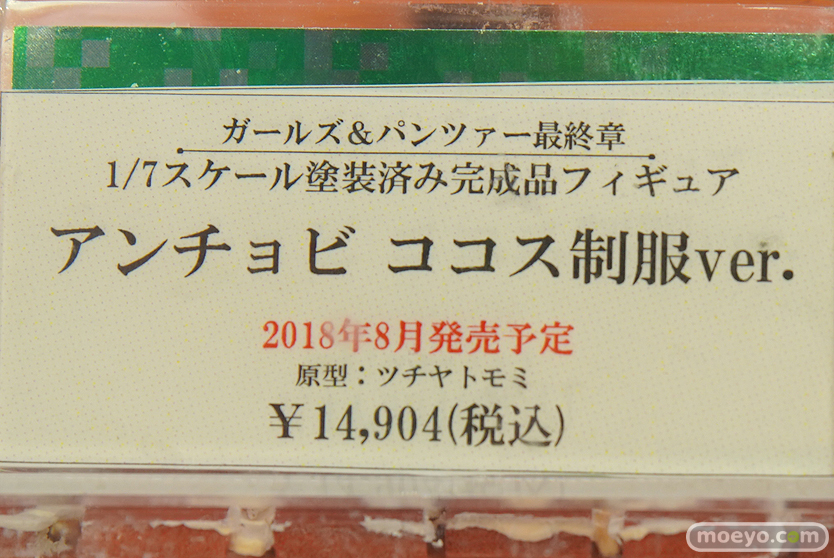 ガールズ＆パンツァー最終章
1/7スケール塗装済み完成品フィギュア
アンチョビ ココス制服ver.
2018年8月発売予定
原型：ツチヤトモミ
￥14,904(税込)
moeyo.com